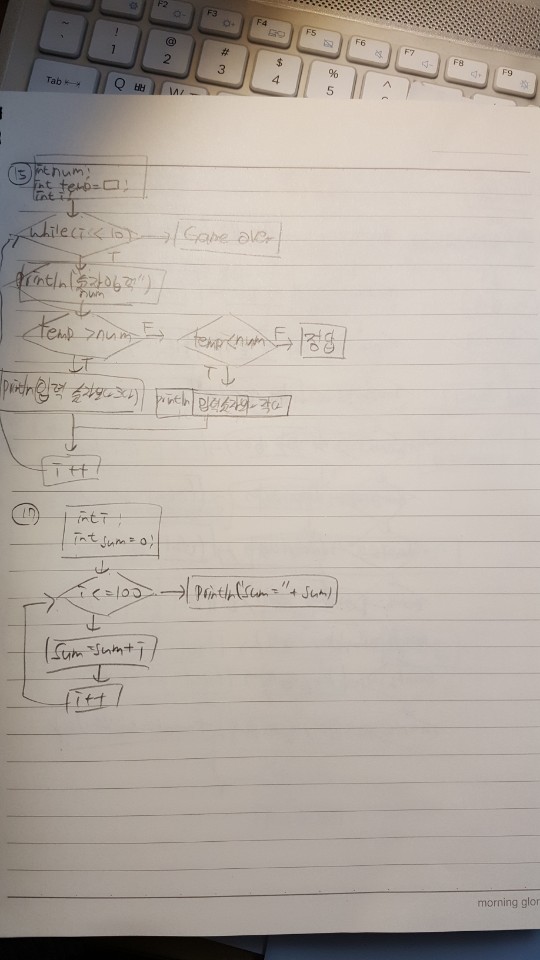 ~
`
!
1
@
2
#
3
$
4
%
5
^
F2
F3
F4
F5
F6
F7
F8
F9
Tab
Q ㅃ
W
⑮ int num;
int temp=□;
int i;
while(i<=10) → Game over
T
println("숫자입력")
num
temp >num F → temp<num F → 정답
T T
println(입력 숫자보다 크다) println 입력숫자보다 작다
i++
⑰ int i;
int sum=0;
i<=100 → println("sum="+sum)
sum=sum+i
i++
morning glor